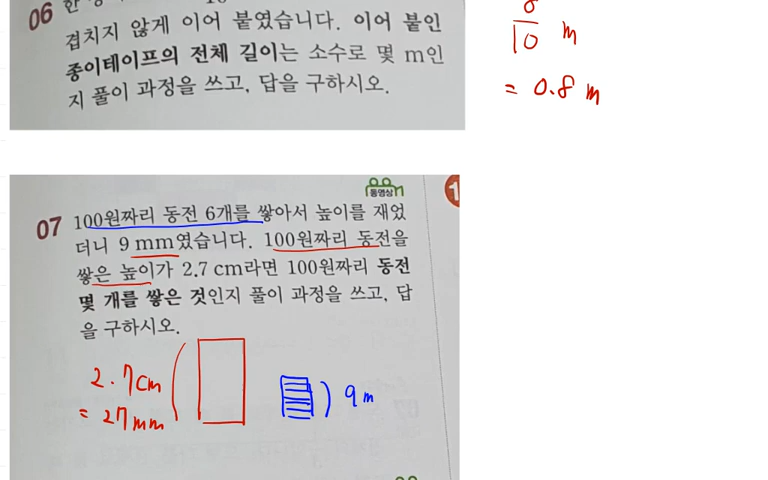 06
겹치지 않게 이어 붙였습니다. 이어 붙인
종이테이프의 전체 길이는 소수로 몇 m인
지 풀이 과정을 쓰고, 답을 구하시오.
10 m
= 0.8 m
동영상
07 100원짜리 동전 6개를 쌓아서 높이를 재었
더니 9 mm였습니다. 100원짜리 동전을
쌓은 높이가 2.7 cm라면 100원짜리 동전
몇 개를 쌓은 것인지 풀이 과정을 쓰고, 답
을 구하시오.
2.7cm
= 27mm
9 m